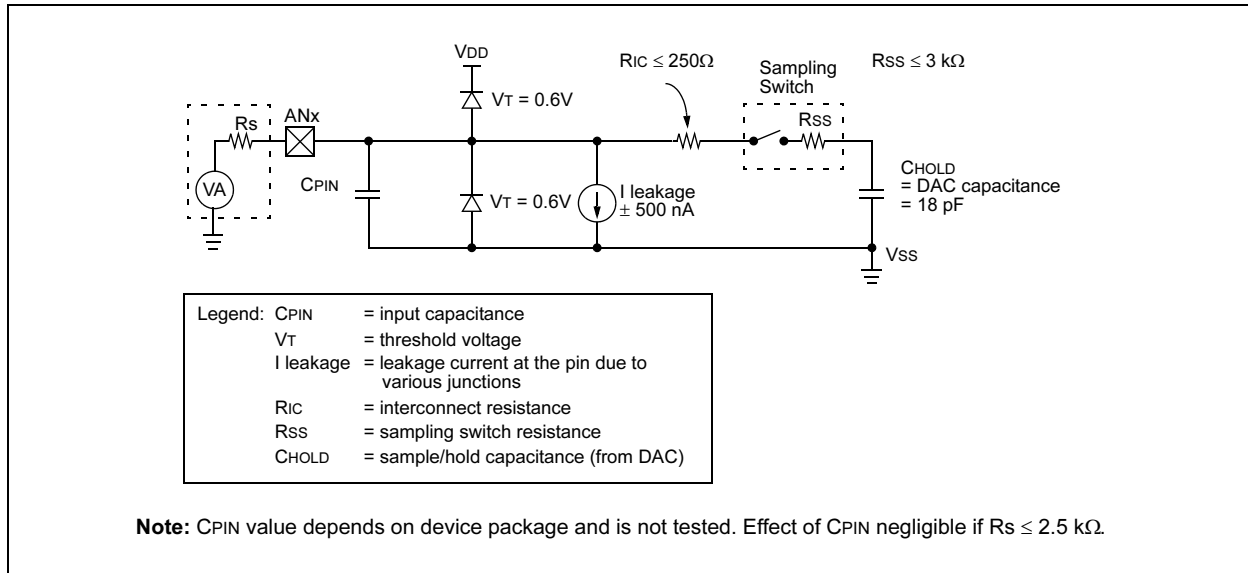 VDD
RIC ≤ 250Ω
Sampling
Switch
RSS ≤ 3 kΩ
VT = 0.6V
Rs
ANx
RSS
VA
CPIN
VT = 0.6V
I leakage
± 500 nA
CHOLD
= DAC capacitance
= 18 pF
VSS
Legend: CPIN = input capacitance
VT = threshold voltage
I leakage = leakage current at the pin due to
various junctions
RIC = interconnect resistance
RSS = sampling switch resistance
CHOLD = sample/hold capacitance (from DAC)
Note: CPIN value depends on device package and is not tested. Effect of CPIN negligible if Rs ≤ 2.5 kΩ.